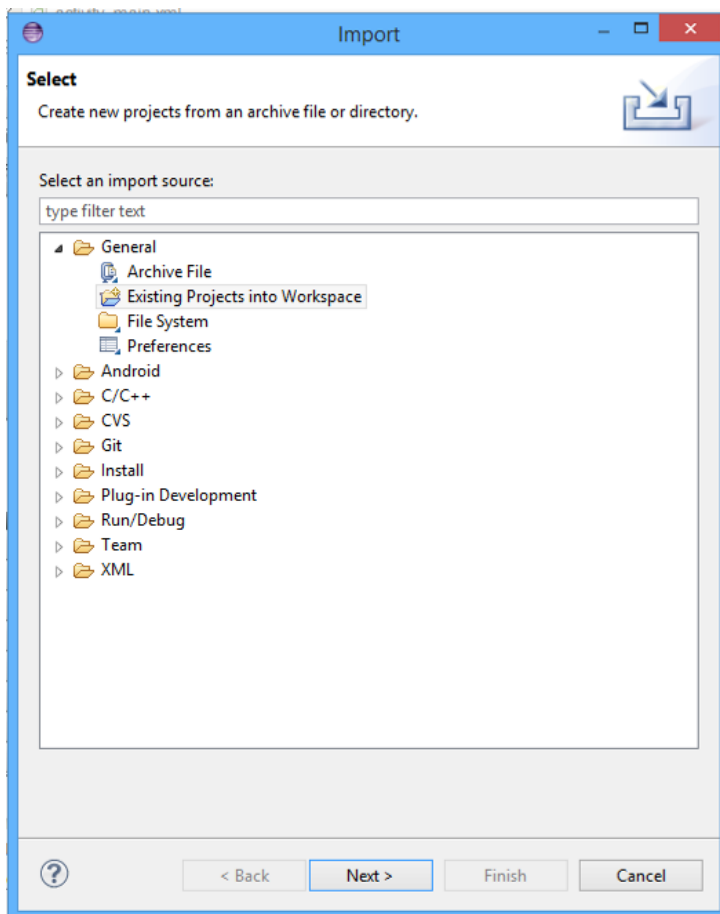 activity_main.xml
Import
Select
Create new projects from an archive file or directory.
Select an import source:
type filter text
General
Archive File
Existing Projects into Workspace
File System
Preferences
Android
C/C++
CVS
Git
Install
Plug-in Development
Run/Debug
Team
XML
< Back
Next >
Finish
Cancel